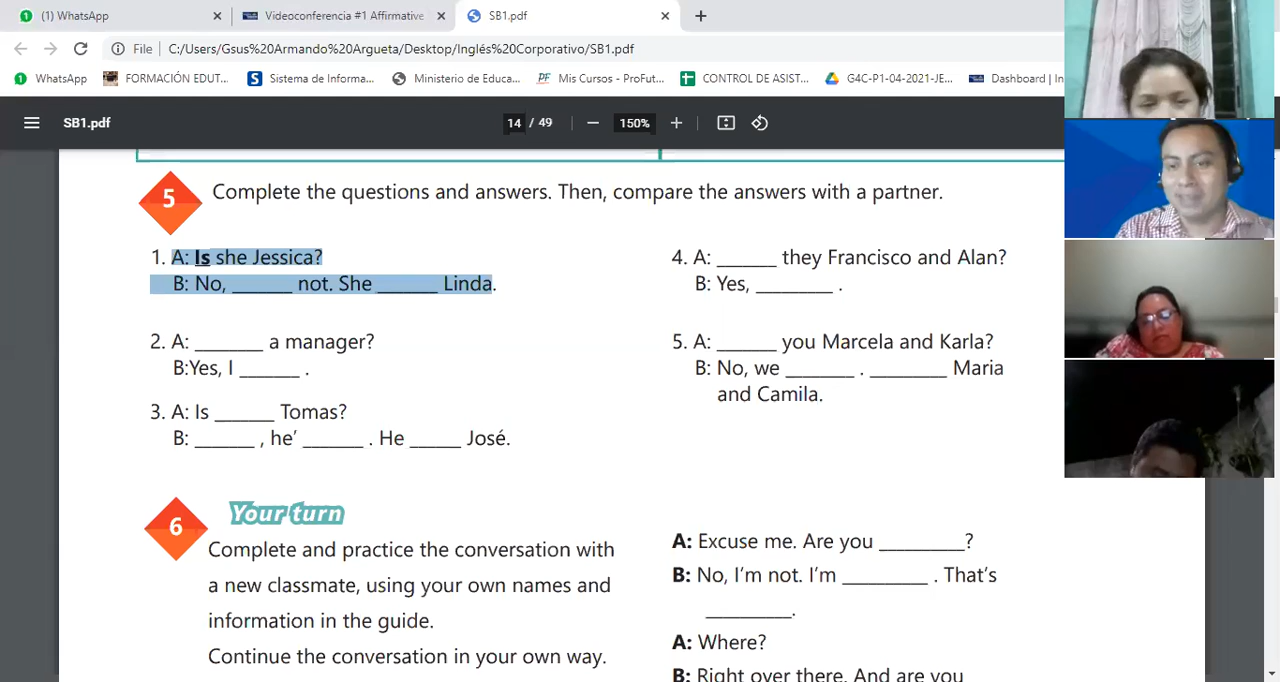 (1) WhatsApp
Videoconferencia #1 Affirmative
SB1.pdf
File
C:/Users/Gsus%20Armando%20Argueta/Desktop/Inglés%20Corporativo/SB1.pdf
WhatsApp
FORMACIÓN EDUT...
Sistema de Informa...
Ministerio de Educa...
Mis Cursos - ProFut...
CONTROL DE ASIST...
G4C-P1-04-2021-JE...
Dashboard | In
SB1.pdf
14 / 49
150%
5
Complete the questions and answers. Then, compare the answers with a partner.
1. A: Is she Jessica?
B: No, ______ not. She ______ Linda.
2. A: _______ a manager?
B:Yes, I ______ .
3. A: Is ______ Tomas?
B: ______ , he' ______ . He _____ José.
4. A: ______ they Francisco and Alan?
B: Yes, ________ .
5. A: ______ you Marcela and Karla?
B: No, we _______ . ________ Maria
and Camila.
6
Your turn
Complete and practice the conversation with
a new classmate, using your own names and
information in the guide.
Continue the conversation in your own way.
A: Excuse me. Are you _________?
B: No, I'm not. I'm _________ . That's
_________.
A: Where?
B: Right over there. And are you